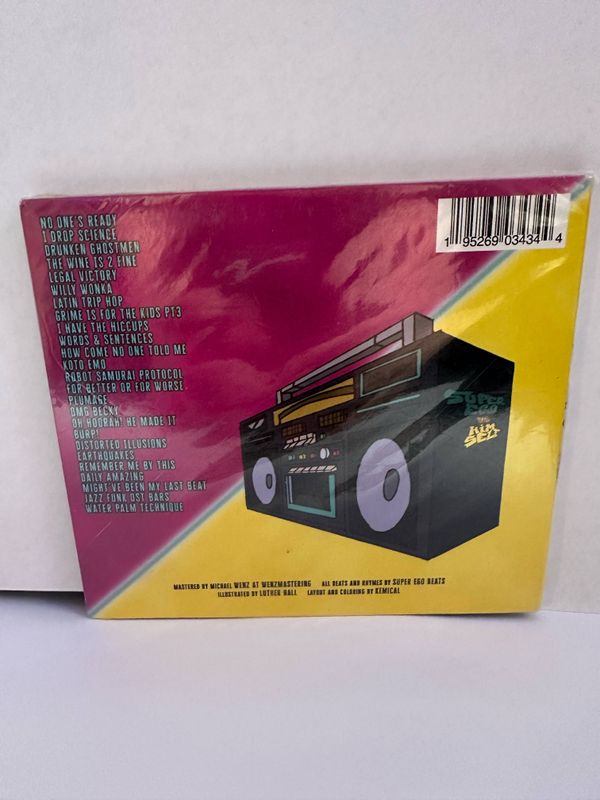 NO ONE'S READY
I DROP SCIENCE
DRUNKEN GHOSTMEN
THE WINE IS 2 FINE
LEGAL VICTORY
WILLY WONKA
LATIN TRIP HOP
GRIME IS FOR THE KIDS PT3
I HAVE THE HICCUPS
WORDS & SENTENCES
HOW COME NO ONE TOLD ME
KOTO EMO
ROBOT SAMURAI PROTOCOL
FOR BETTER OR FOR WORSE
PLUMAGE
OMG BECKY
OH HOORAH! HE MADE IT
BURP!
DISTORTED ILLUSIONS
EARTHQUAKES
REMEMBER ME BY THIS
DAILY AMAZING
MIGHT'VE BEEN MY LAST BEAT
JAZZ FUNK OST BARS
WATER PALM TECHNIQUE
1 95269 03434 4
SUPER
EGO
VS
HIM
SELF
MASTERED BY MICHAEL WENZ AT WENZMASTERING ALL BEATS AND RHYMES BY SUPER EGO BEATS
ILLUSTRATED BY LUTHER HALL LAYOUT AND COLORING BY KEMICAL